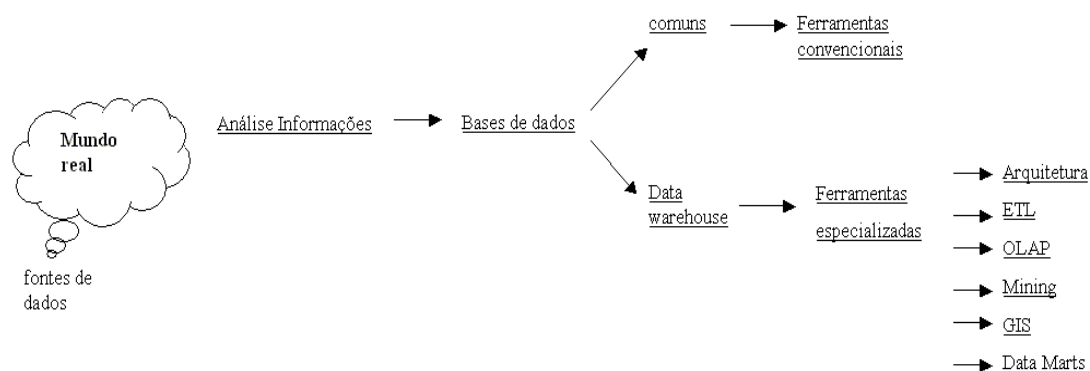 Mundo
real
fontes de
dados
Análise Informações
Bases de dados
comuns
Ferramentas
convencionais
Data
warehouse
Ferramentas
especializadas
Arquitetura
ETL
OLAP
Mining
GIS
Data Marts